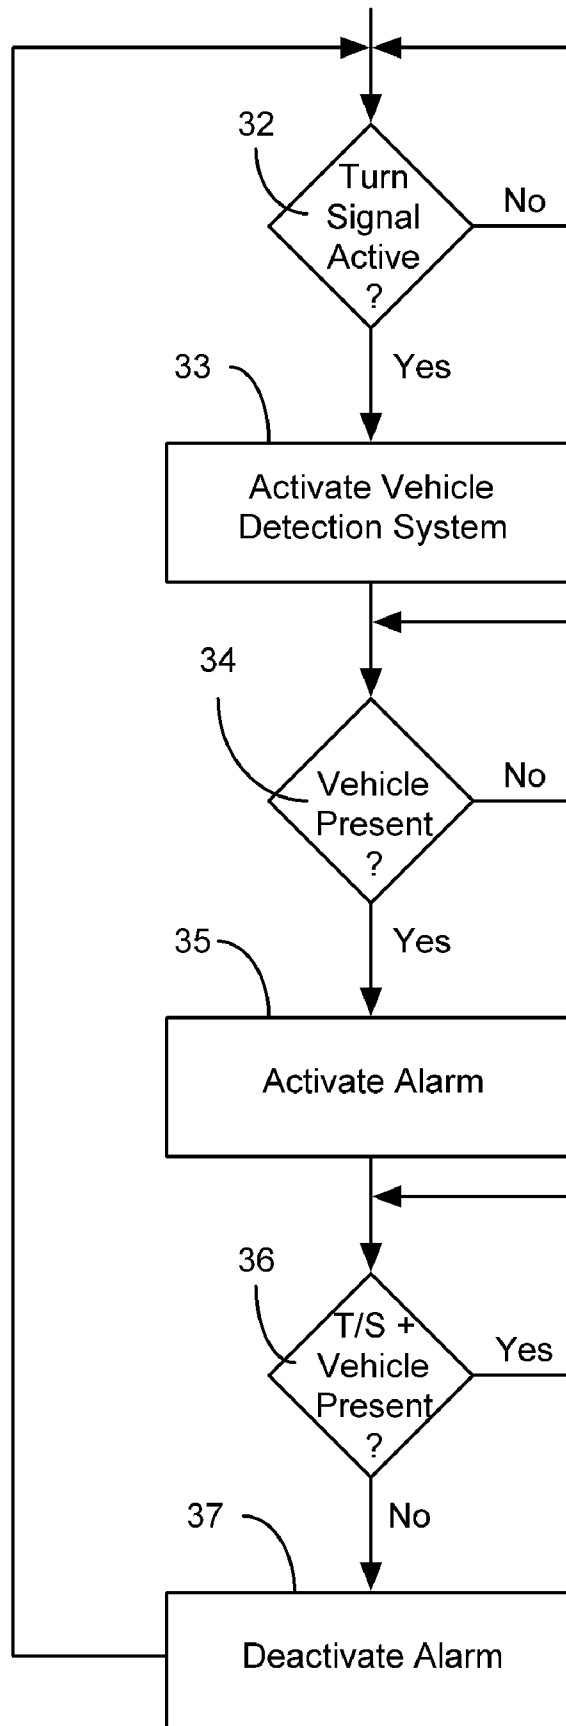 32
Turn
Signal
Active
?
No
Yes
33
Activate Vehicle
Detection System
34
Vehicle
Present
?
No
Yes
35
Activate Alarm
36
T/S +
Vehicle
Present
?
Yes
No
37
Deactivate Alarm